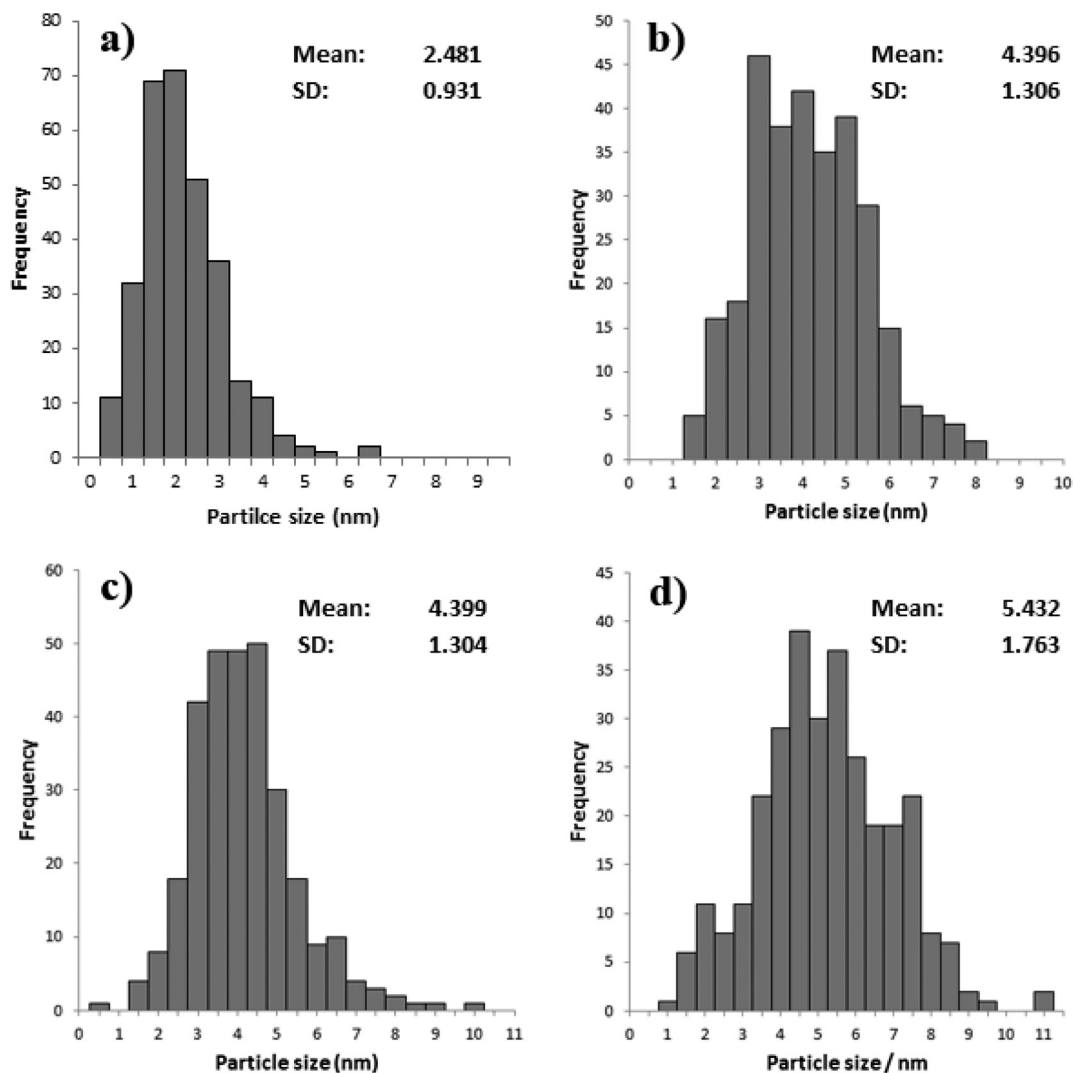 a)
Mean: 2.481
SD: 0.931
80
70
60
50
40
30
20
10
0
Frequency
0 1 2 3 4 5 6 7 8 9
Partilce size (nm)
b)
Mean: 4.396
SD: 1.306
50
45
40
35
30
25
20
15
10
5
0
Frequency
0 1 2 3 4 5 6 7 8 9 10
Particle size (nm)
c)
Mean: 4.399
SD: 1.304
60
50
40
30
20
10
0
Frequency
0 1 2 3 4 5 6 7 8 9 10 11
Particle size (nm)
d)
Mean: 5.432
SD: 1.763
45
40
35
30
25
20
15
10
5
0
Frequency
0 1 2 3 4 5 6 7 8 9 10 11
Particle size / nm